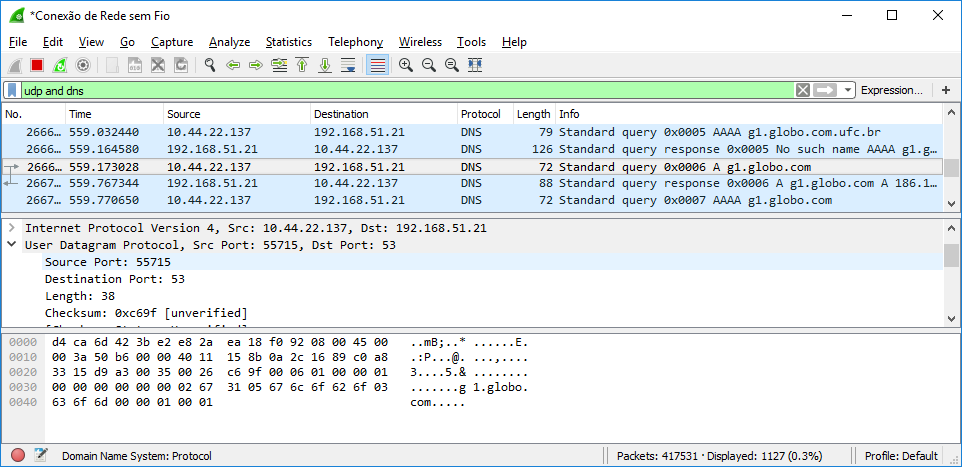 *Conexão de Rede sem Fio
File Edit View Go Capture Analyze Statistics Telephony Wireless Tools Help
udp and dns Expression... +
No. Time Source Destination Protocol Length Info
2666… 559.032440 10.44.22.137 192.168.51.21 DNS 79 Standard query 0x0005 AAAA g1.globo.com.ufc.br
2666… 559.164580 192.168.51.21 10.44.22.137 DNS 126 Standard query response 0x0005 No such name AAAA g1.g…
2666… 559.173028 10.44.22.137 192.168.51.21 DNS 72 Standard query 0x0006 A g1.globo.com
2667… 559.767344 192.168.51.21 10.44.22.137 DNS 88 Standard query response 0x0006 A g1.globo.com A 186.1…
2667… 559.770650 10.44.22.137 192.168.51.21 DNS 72 Standard query 0x0007 AAAA g1.globo.com
Internet Protocol Version 4, Src: 10.44.22.137, Dst: 192.168.51.21
User Datagram Protocol, Src Port: 55715, Dst Port: 53
Source Port: 55715
Destination Port: 53
Length: 38
Checksum: 0xc69f [unverified]
0000 d4 ca 6d 42 3b e2 e8 2a ea 18 f0 92 08 00 45 00 ..mB;..* ......E.
0010 00 3a 50 b6 00 00 40 11 15 8b 0a 2c 16 89 c0 a8 .:P...@. ...,....
0020 33 15 d9 a3 00 35 00 26 c6 9f 00 06 01 00 00 01 3....5.& ........
0030 00 00 00 00 00 00 02 67 31 05 67 6c 6f 62 6f 03 .......g 1.globo.
0040 63 6f 6d 00 00 01 00 01 com.....
Domain Name System: Protocol Packets: 417531 · Displayed: 1127 (0.3%) Profile: Default